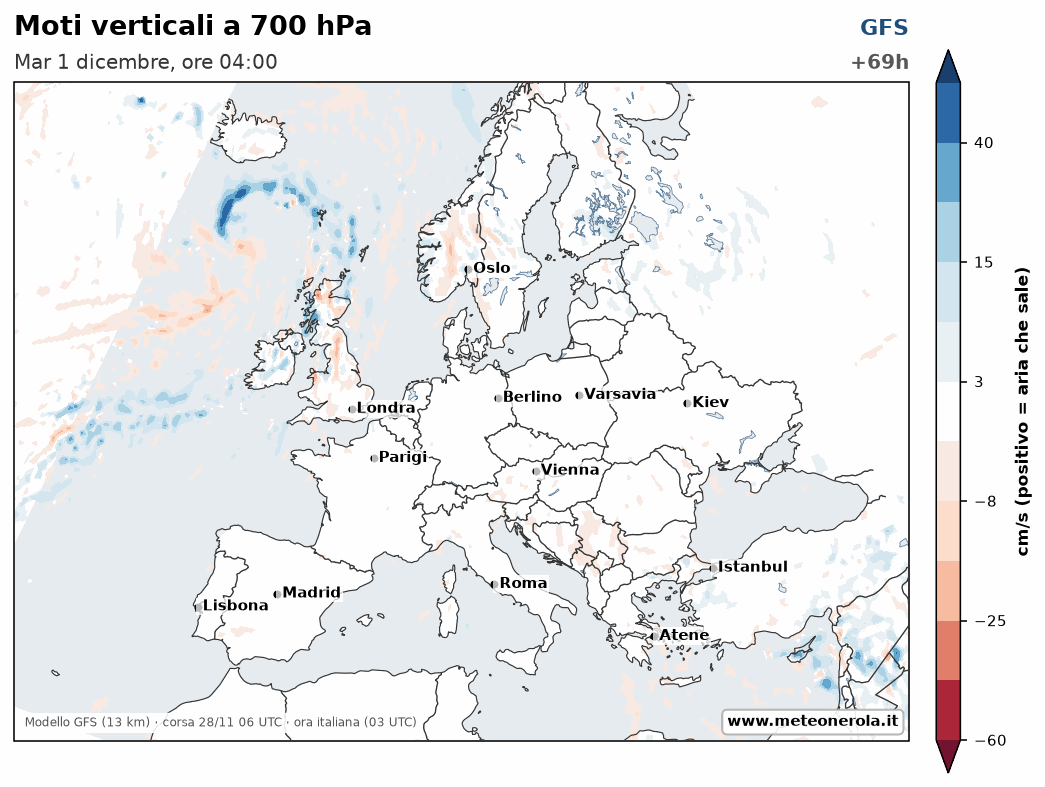 Moti verticali a 700 hPa
GFS
Mar 1 dicembre, ore 04:00
+69h
40
15
3
−8
−25
−60
cm/s (positivo = aria che sale)
Oslo
Londra
Berlino
Varsavia
Kiev
Parigi
Vienna
Istanbul
Roma
Madrid
Lisbona
Atene
Modello GFS (13 km) · corsa 28/11 06 UTC · ora italiana (03 UTC)
www.meteonerola.it